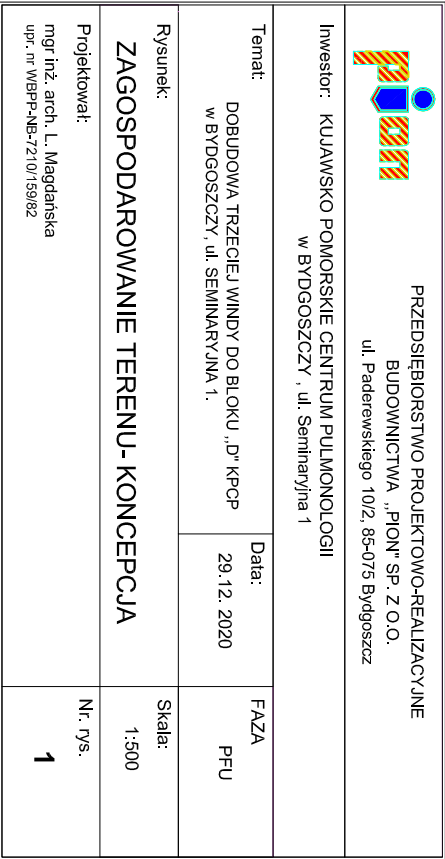 pion
PRZEDSIĘBIORSTWO PROJEKTOWO-REALIZACYJNE
BUDOWNICTWA ,,PION" SP. Z O.O.
ul. Paderewskiego 10/2, 85-075 Bydgoszcz
Inwestor: KUJAWSKO POMORSKIE CENTRUM PULMONOLOGII
w BYDGOSZCZY , ul. Seminaryjna 1
Temat:
DOBUDOWA TRZECIEJ WINDY DO BLOKU ,,D" KPCP
w BYDGOSZCZY, ul. SEMINARYJNA 1.
Data:
29.12. 2020
FAZA
PFU
Rysunek:
ZAGOSPODAROWANIE TERENU- KONCEPCJA
Skala:
1:500
Projektował:
mgr inż. arch. L. Magdańska
upr. nr WBPP-NB-7210/159/82
Nr. rys.
1